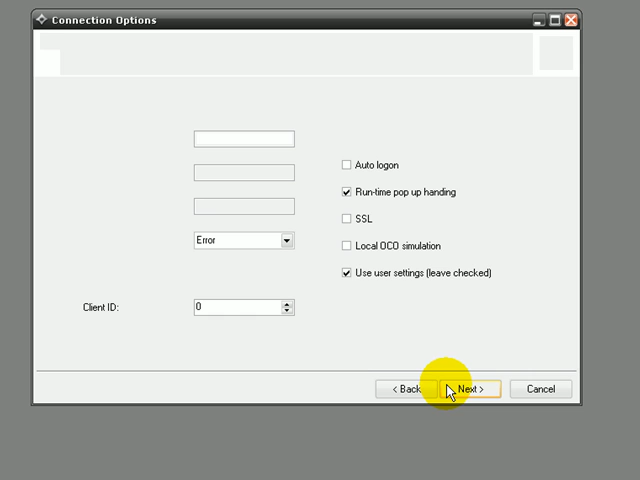 Connection Options
Auto logon
Run-time pop up handing
SSL
Error
Local OCO simulation
Use user settings (leave checked)
Client ID:
0
< Back
Next >
Cancel